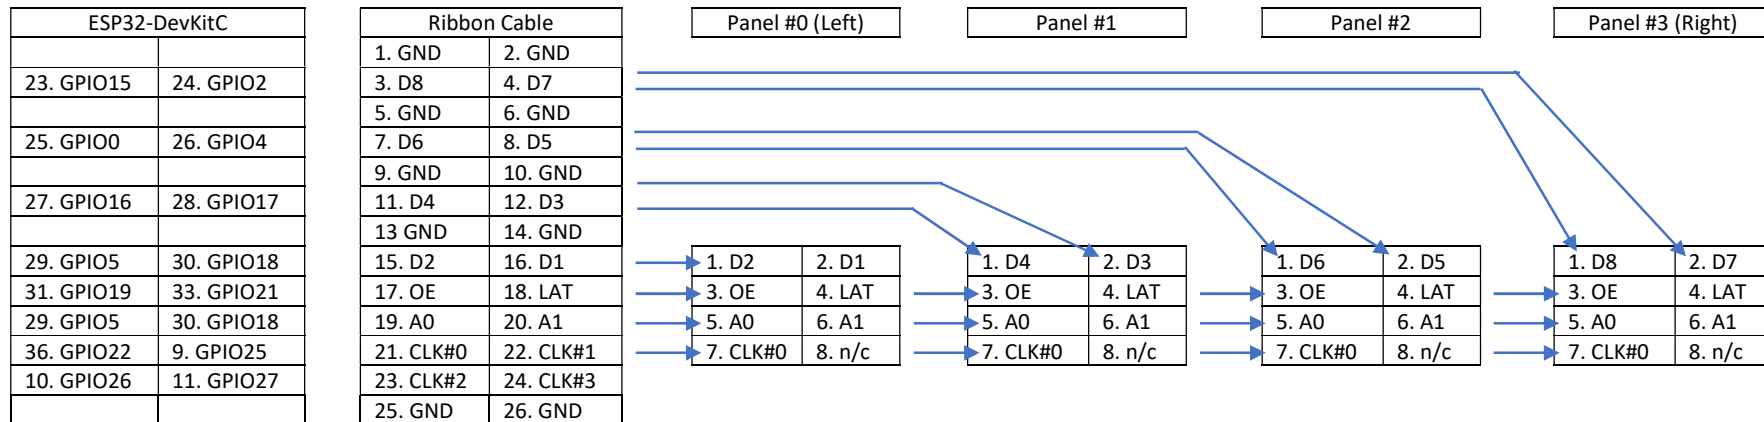 ESP32-DevKitC Ribbon Cable Panel #0 (Left) Panel #1 Panel #2 Panel #3 (Right)
1. GND 2. GND
23. GPIO15 24. GPIO2 3. D8 4. D7
5. GND 6. GND
25. GPIO0 26. GPIO4 7. D6 8. D5
9. GND 10. GND
27. GPIO16 28. GPIO17 11. D4 12. D3
13 GND 14. GND
29. GPIO5 30. GPIO18 15. D2 16. D1 1. D2 2. D1 1. D4 2. D3 1. D6 2. D5 1. D8 2. D7
31. GPIO19 33. GPIO21 17. OE 18. LAT 3. OE 4. LAT 3. OE 4. LAT 3. OE 4. LAT 3. OE 4. LAT
29. GPIO5 30. GPIO18 19. A0 20. A1 5. A0 6. A1 5. A0 6. A1 5. A0 6. A1 5. A0 6. A1
36. GPIO22 9. GPIO25 21. CLK#0 22. CLK#1 7. CLK#0 8. n/c 7. CLK#0 8. n/c 7. CLK#0 8. n/c 7. CLK#0 8. n/c
10. GPIO26 11. GPIO27 23. CLK#2 24. CLK#3
25. GND 26. GND